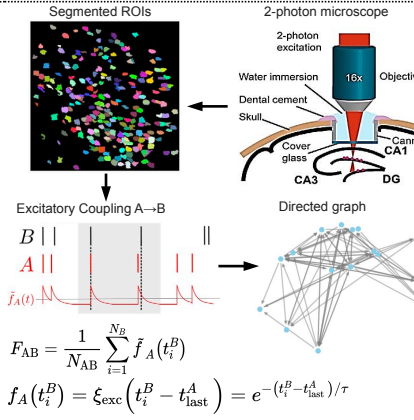 Segmented ROIs
2-photon microscope
2-photon
excitation
16x
Objectiv
Water immersion
Dental cement
Skull
Cover
glass
Cann
CA1
CA3
DG
Excitatory Coupling A→B
Directed graph
B
A
f̃_A(t)
F_AB = 1/N_AB ∑_{i=1}^{N_B} f̃_A(t_i^B)
f_A(t_i^B) = ξ_exc(t_i^B − t_last^A) = e^{−(t_i^B − t_last^A)/τ}